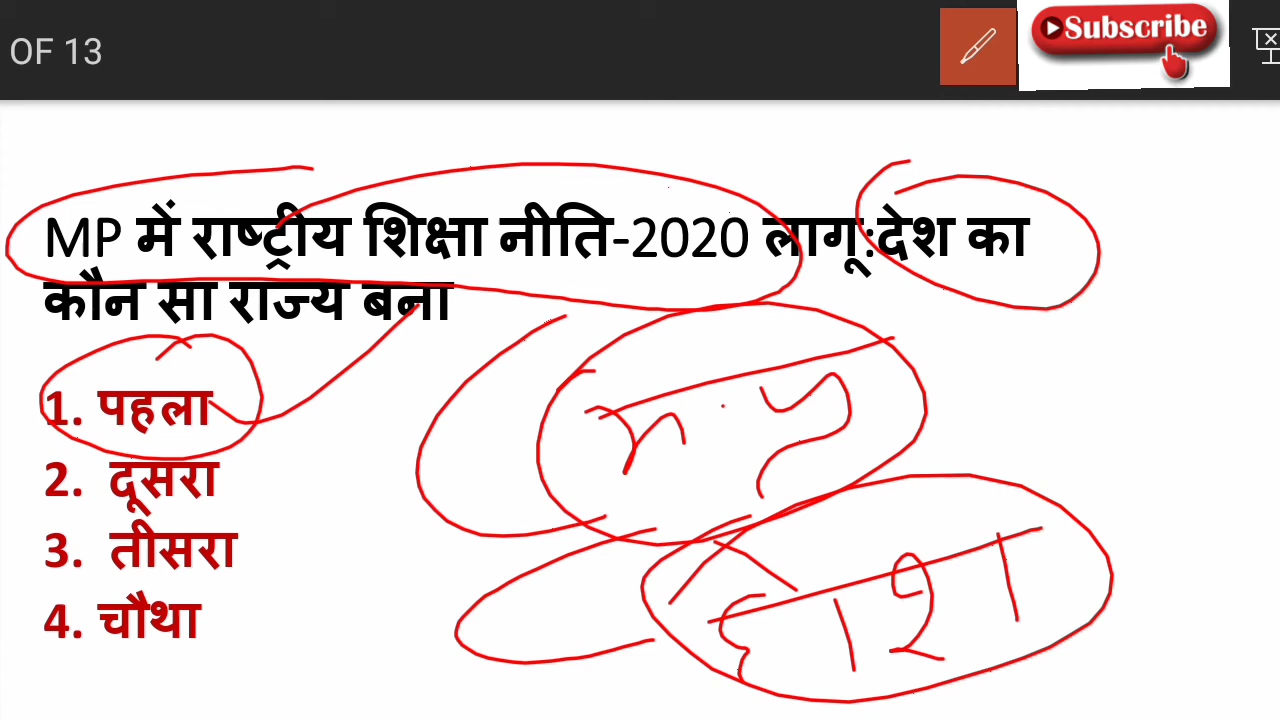 OF 13
Subscribe
MP में राष्ट्रीय शिक्षा नीति-2020 लागू:देश का
कौन सा राज्य बना
1. पहला
2. दूसरा
3. तीसरा
4. चौथा